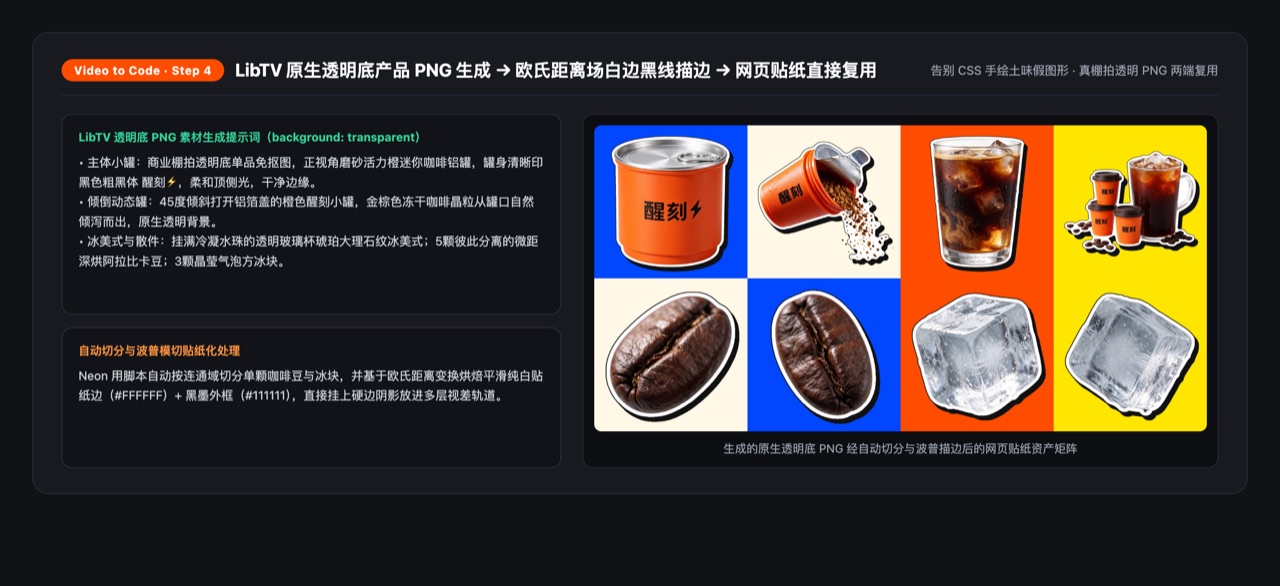 Video to Code · Step 4
LibTV 原生透明底产品 PNG 生成 → 欧氏距离场白边黑线描边 → 网页贴纸直接复用
告别 CSS 手绘土味假图形 · 真棚拍透明 PNG 两端复用
LibTV 透明底 PNG 素材生成提示词（background: transparent）
• 主体小罐：商业棚拍透明底单品免抠图，正视角磨砂活力橙迷你咖啡铝罐，罐身清晰印
黑色粗黑体 醒刻⚡，柔和顶侧光，干净边缘。
• 倾倒动态罐：45度倾斜打开铝箔盖的橙色醒刻小罐，金棕色冻干咖啡晶粒从罐口自然
倾泻而出，原生透明背景。
• 冰美式与散件：挂满冷凝水珠的透明玻璃杯琥珀大理石纹冰美式；5颗彼此分离的微距
深烘阿拉比卡豆；3颗晶莹气泡方冰块。
自动切分与波普模切贴纸化处理
Neon 用脚本自动按连通域切分单颗咖啡豆与冰块，并基于欧氏距离变换烘焙平滑纯白贴
纸边（#FFFFFF）+ 黑墨外框（#111111），直接挂上硬边阴影放进多层视差轨道。
醒刻⚡
醒刻
醒刻
醒刻
醒刻
生成的原生透明底 PNG 经自动切分与波普描边后的网页贴纸资产矩阵